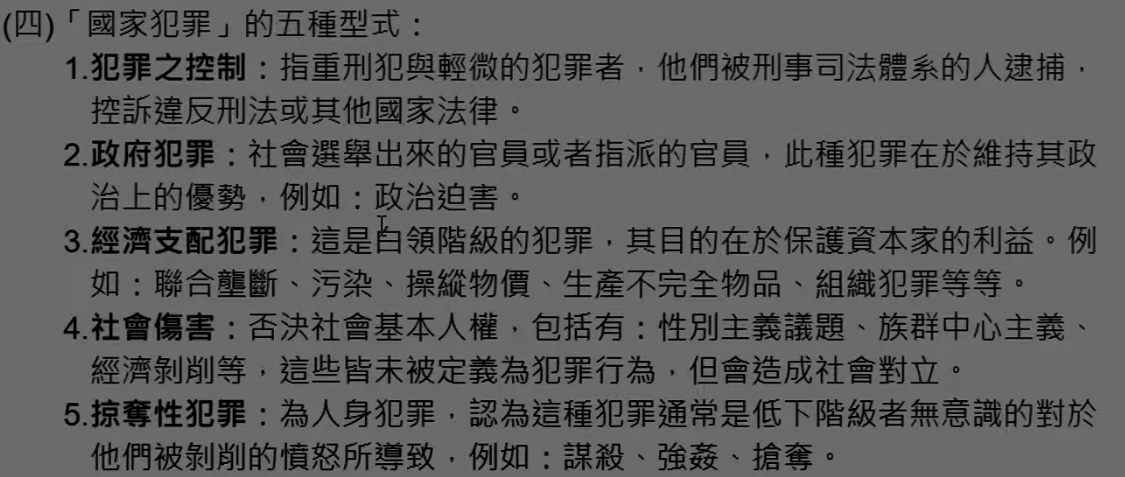 (四)「國家犯罪」的五種型式：
1.犯罪之控制：指重刑犯與輕微的犯罪者，他們被刑事司法體系的人逮捕，
控訴違反刑法或其他國家法律。
2.政府犯罪：社會選舉出來的官員或者指派的官員，此種犯罪在於維持其政
治上的優勢，例如：政治迫害。
3.經濟支配犯罪：這是白領階級的犯罪，其目的在於保護資本家的利益。例
如：聯合壟斷、污染、操縱物價、生產不完全物品、組織犯罪等等。
4.社會傷害：否決社會基本人權，包括有：性別主義議題、族群中心主義、
經濟剝削等，這些皆未被定義為犯罪行為，但會造成社會對立。
5.掠奪性犯罪：為人身犯罪，認為這種犯罪通常是低下階級者無意識的對於
他們被剝削的憤怒所導致，例如：謀殺、強姦、搶奪。